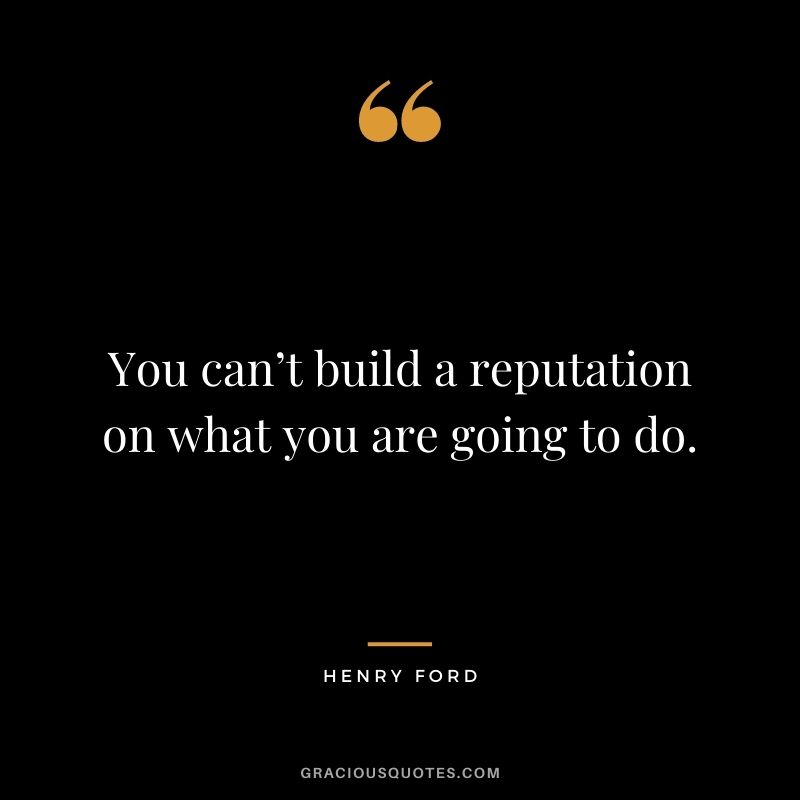 “
You can’t build a reputation
on what you are going to do.
HENRY FORD
GRACIOUSQUOTES.COM